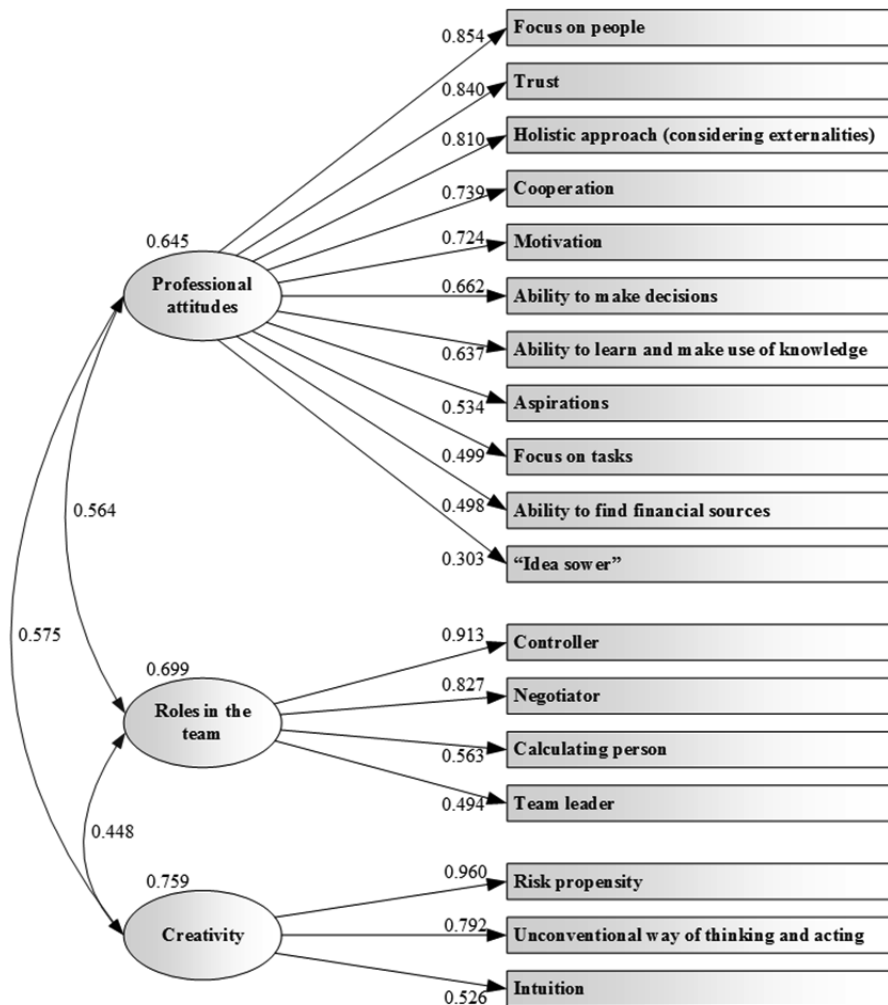 0.854
Focus on people
0.840
Trust
0.810
Holistic approach (considering externalities)
0.739
Cooperation
0.724
Motivation
0.645
Professional
attitudes
0.662
Ability to make decisions
0.637
Ability to learn and make use of knowledge
0.534
Aspirations
0.499
Focus on tasks
0.498
Ability to find financial sources
0.303
“Idea sower”
0.564
0.575
0.913
Controller
0.699
Roles in the
team
0.827
Negotiator
0.563
Calculating person
0.494
Team leader
0.448
0.759
Creativity
0.960
Risk propensity
0.792
Unconventional way of thinking and acting
0.526
Intuition